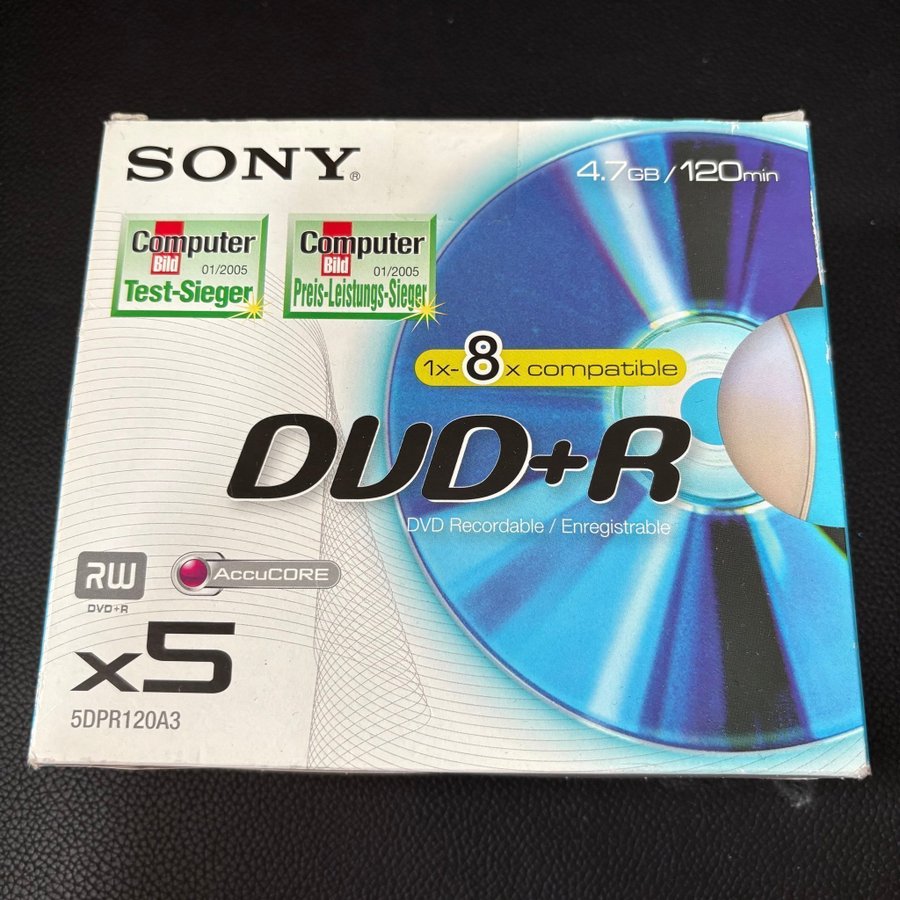 SONY®
4.7GB / 120min
Computer
Bild
01/2005
Test-Sieger
Computer
Bild
01/2005
Preis-Leistungs-Sieger
1x-8x compatible
DVD+R
DVD Recordable / Enregistrable
RW
DVD+R
AccuCORE
x5
5DPR120A3